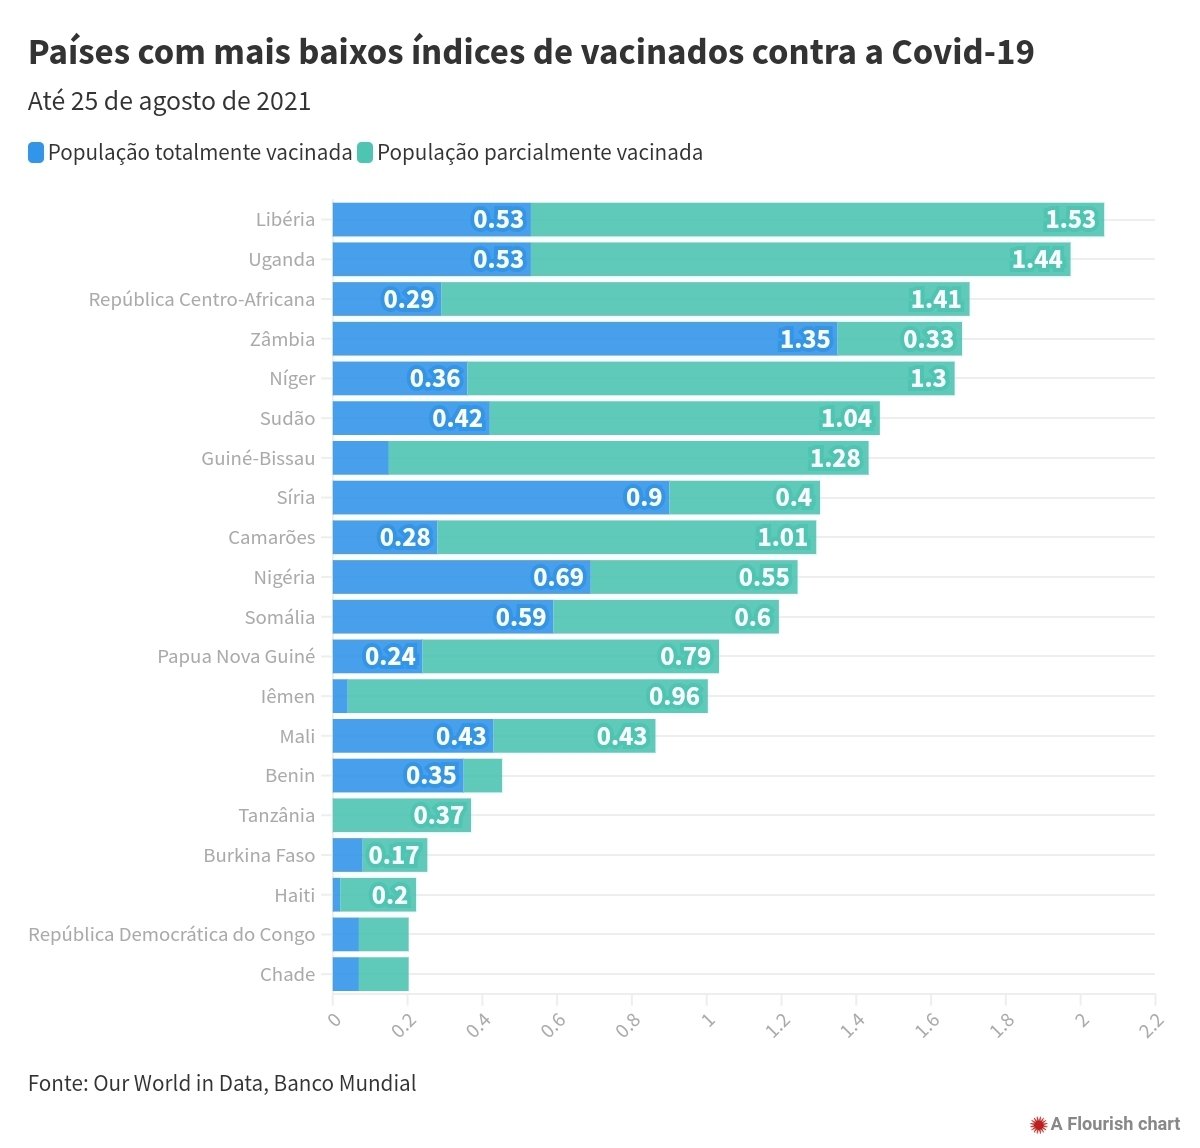 Países com mais baixos índices de vacinados contra a Covid-19
Até 25 de agosto de 2021
População totalmente vacinada População parcialmente vacinada
Libéria 0.53 1.53
Uganda 0.53 1.44
República Centro-Africana 0.29 1.41
Zâmbia 1.35 0.33
Níger 0.36 1.3
Sudão 0.42 1.04
Guiné-Bissau 1.28
Síria 0.9 0.4
Camarões 0.28 1.01
Nigéria 0.69 0.55
Somália 0.59 0.6
Papua Nova Guiné 0.24 0.79
Iêmen 0.96
Mali 0.43 0.43
Benin 0.35
Tanzânia 0.37
Burkina Faso 0.17
Haiti 0.2
República Democrática do Congo
Chade
0 0.2 0.4 0.6 0.8 1 1.2 1.4 1.6 1.8 2 2.2
Fonte: Our World in Data, Banco Mundial
A Flourish chart